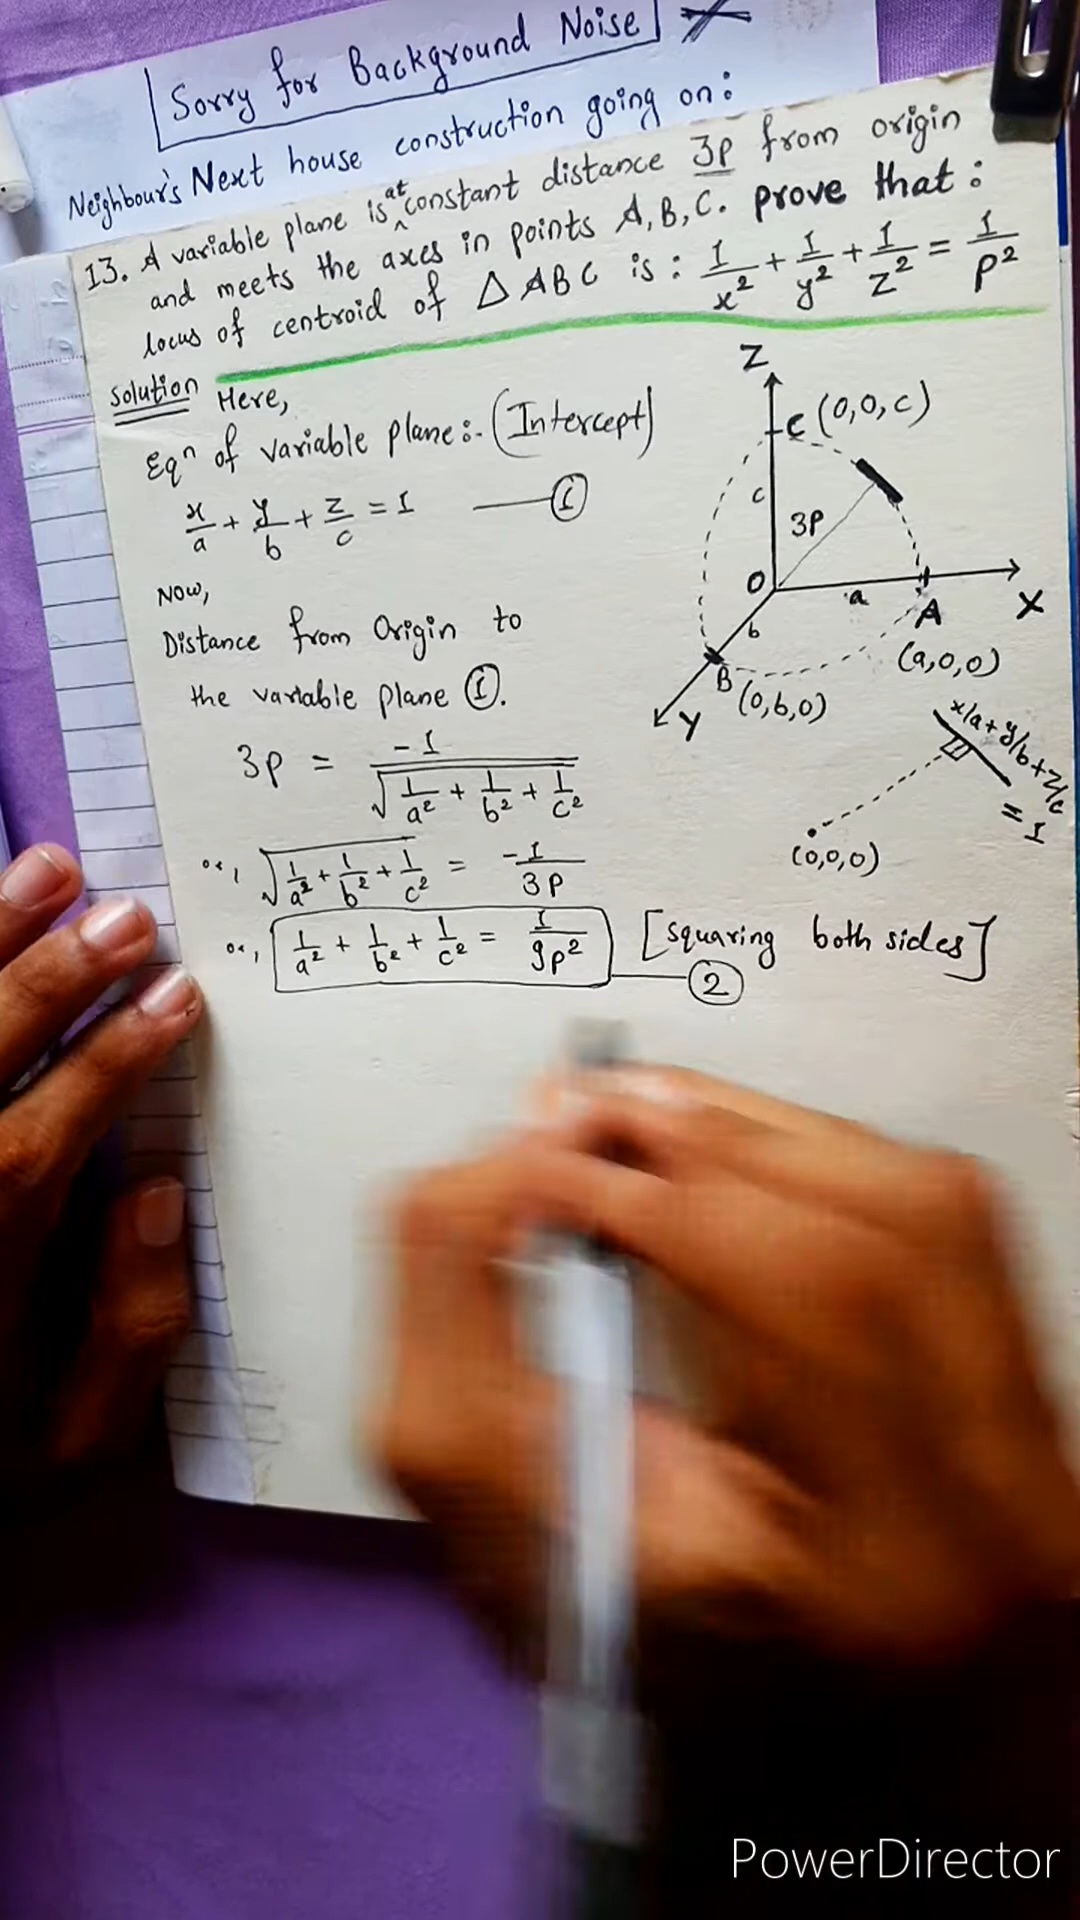 Sorry for Background Noise
Neighbour's Next house construction going on:
13. A variable plane is at constant distance 3p from origin
and meets the axes in points A, B, C. prove that:
locus of centroid of △ABC is: 1/x² + 1/y² + 1/z² = 1/p²
Solution Here,
Eqⁿ of variable plane:- (Intercept)
x/a + y/b + z/c = 1 —— ①
Now,
Distance from Origin to
the variable plane ①.
3p = -1/√(1/a² + 1/b² + 1/c²)
or, √(1/a² + 1/b² + 1/c²) = -1/3p
or, 1/a² + 1/b² + 1/c² = 1/9p² [squaring both sides]
②
Z
C (0,0,c)
c
3P
O
a
A
X
(a,0,0)
b
B (0,b,0)
Y
x/a+y/b+z/c
= 1
(0,0,0)
PowerDirector